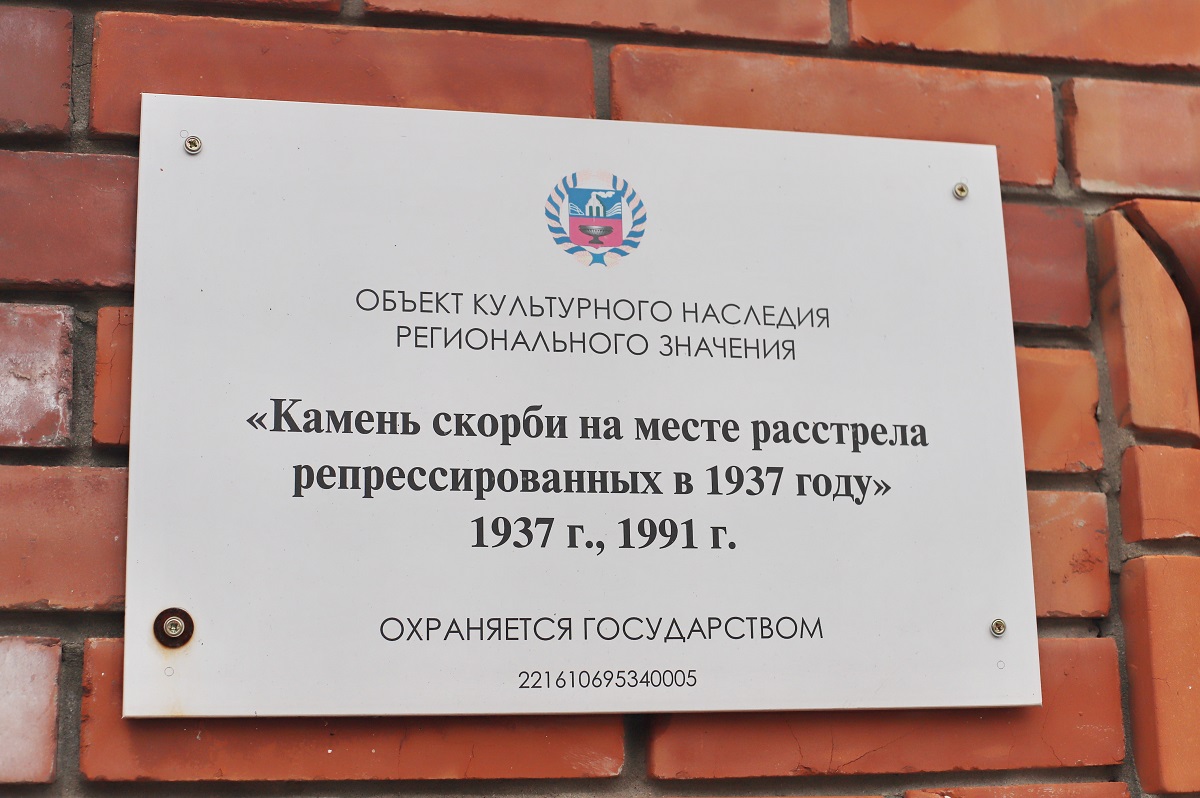 ОБЪЕКТ КУЛЬТУРНОГО НАСЛЕДИЯ
РЕГИОНАЛЬНОГО ЗНАЧЕНИЯ
«Камень скорби на месте расстрела
репрессированных в 1937 году»
1937 г., 1991 г.
ОХРАНЯЕТСЯ ГОСУДАРСТВОМ
221610695340005